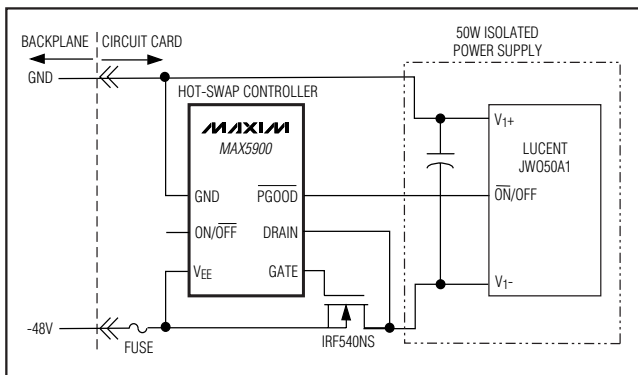 50W ISOLATED
POWER SUPPLY
BACKPLANE
CIRCUIT CARD
GND
HOT-SWAP CONTROLLER
MAXIM
MAX5900
GND
PGOOD
ON/OFF
DRAIN
VEE
GATE
V1+
LUCENT
JWO50A1
ON/OFF
V1-
-48V
FUSE
IRF540NS